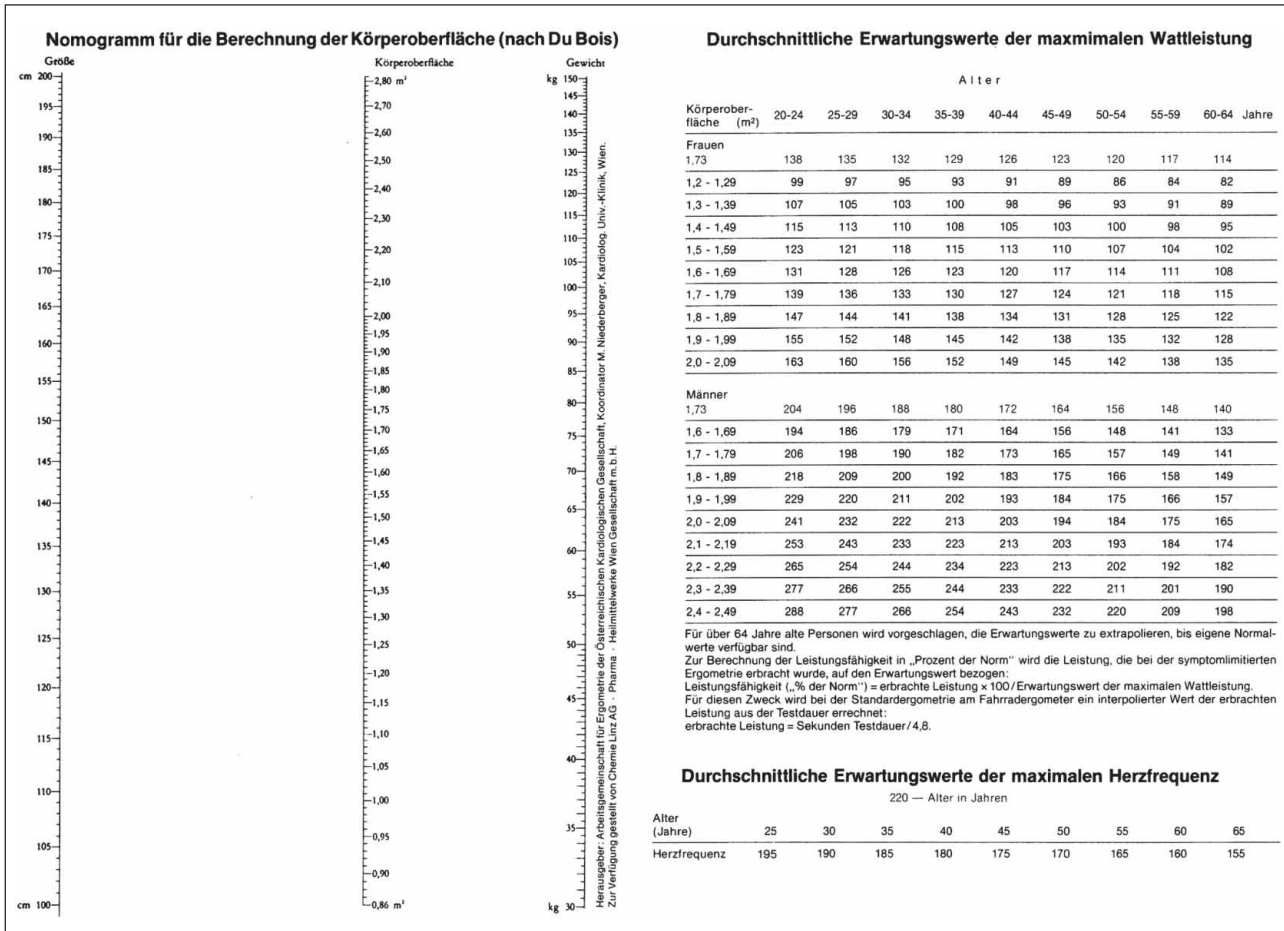 Nomogramm für die Berechnung der Körperoberfläche (nach Du Bois)
Größe
Körperoberfläche
Gewicht
cm 200
195
190
185
180
175
170
165
160
155
150
145
140
135
130
125
120
115
110
105
cm 100
2,80 m²
2,70
2,60
2,50
2,40
2,30
2,20
2,10
2,00
1,95
1,90
1,85
1,80
1,75
1,70
1,65
1,60
1,55
1,50
1,45
1,40
1,35
1,30
1,25
1,20
1,15
1,10
1,05
1,00
0,95
0,90
0,86 m²
kg 150
145
140
135
130
125
120
115
110
105
100
95
90
85
80
75
70
65
60
55
50
45
40
35
kg 30
Herausgeber: Arbeitsgemeinschaft für Ergometrie der Österreichischen Kardiologischen Gesellschaft, Koordinator M. Niederberger, Kardiolog. Univ.-Klinik, Wien.
Zur Verfügung gestellt von Chemie Linz AG · Pharma · Heilmittelwerke Wien Gesellschaft m.b.H.
Durchschnittliche Erwartungswerte der maxmimalen Wattleistung
Alter
Körperober-
fläche (m²) 20-24 25-29 30-34 35-39 40-44 45-49 50-54 55-59 60-64 Jahre
Frauen
1,73 138 135 132 129 126 123 120 117 114
1,2 - 1,29 99 97 95 93 91 89 86 84 82
1,3 - 1,39 107 105 103 100 98 96 93 91 89
1,4 - 1,49 115 113 110 108 105 103 100 98 95
1,5 - 1,59 123 121 118 115 113 110 107 104 102
1,6 - 1,69 131 128 126 123 120 117 114 111 108
1,7 - 1,79 139 136 133 130 127 124 121 118 115
1,8 - 1,89 147 144 141 138 134 131 128 125 122
1,9 - 1,99 155 152 148 145 142 138 135 132 128
2,0 - 2,09 163 160 156 152 149 145 142 138 135
Männer
1,73 204 196 188 180 172 164 156 148 140
1,6 - 1,69 194 186 179 171 164 156 148 141 133
1,7 - 1,79 206 198 190 182 173 165 157 149 141
1,8 - 1,89 218 209 200 192 183 175 166 158 149
1,9 - 1,99 229 220 211 202 193 184 175 166 157
2,0 - 2,09 241 232 222 213 203 194 184 175 165
2,1 - 2,19 253 243 233 223 213 203 193 184 174
2,2 - 2,29 265 254 244 234 223 213 202 192 182
2,3 - 2,39 277 266 255 244 233 222 211 201 190
2,4 - 2,49 288 277 266 254 243 232 220 209 198
Für über 64 Jahre alte Personen wird vorgeschlagen, die Erwartungswerte zu extrapolieren, bis eigene Normal-
werte verfügbar sind.
Zur Berechnung der Leistungsfähigkeit in „Prozent der Norm" wird die Leistung, die bei der symptomlimitierten
Ergometrie erbracht wurde, auf den Erwartungswert bezogen:
Leistungsfähigkeit („% der Norm") = erbrachte Leistung × 100/Erwartungswert der maximalen Wattleistung.
Für diesen Zweck wird bei der Standardergometrie am Fahrradergometer ein interpolierter Wert der erbrachten
Leistung aus der Testdauer errechnet:
erbrachte Leistung = Sekunden Testdauer/4,8.
Durchschnittliche Erwartungswerte der maximalen Herzfrequenz
220 — Alter in Jahren
Alter
(Jahre) 25 30 35 40 45 50 55 60 65
Herzfrequenz 195 190 185 180 175 170 165 160 155